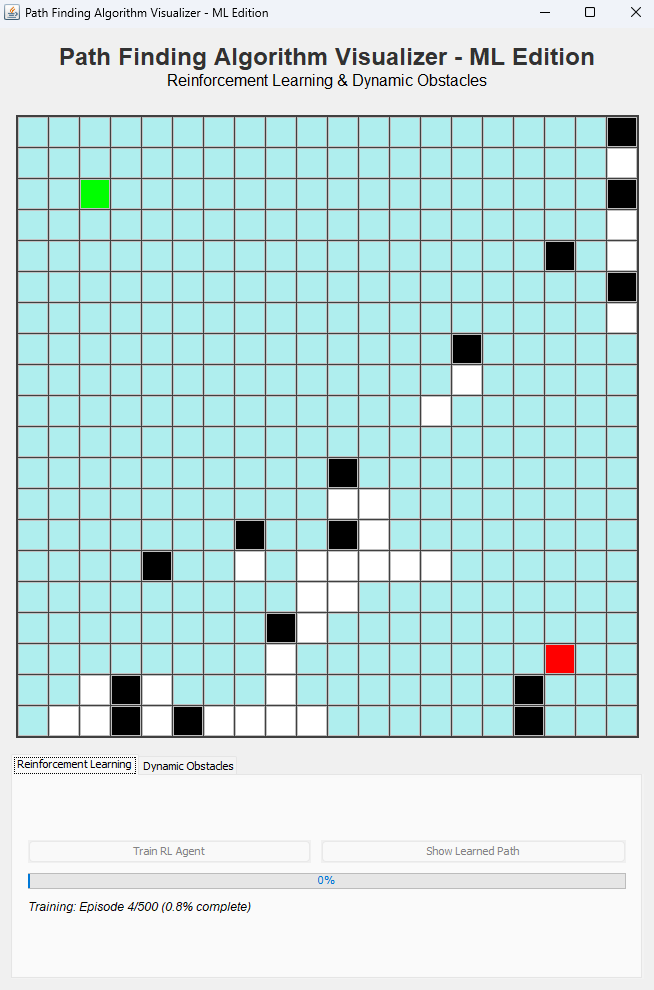 Path Finding Algorithm Visualizer - ML Edition
Path Finding Algorithm Visualizer - ML Edition
Reinforcement Learning & Dynamic Obstacles
Reinforcement Learning
Dynamic Obstacles
Train RL Agent
Show Learned Path
0%
Training: Episode 4/500 (0.8% complete)